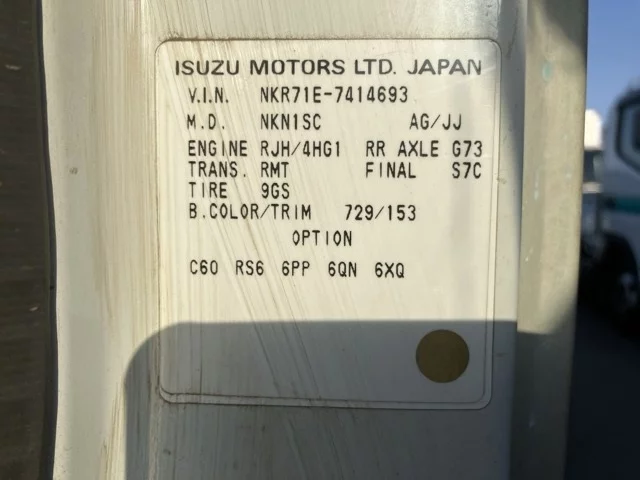 ISUZU MOTORS LTD. JAPAN
V.I.N. NKR71E-7414693
M.D. NKN1SC AG/JJ
ENGINE RJH/4HG1 RR AXLE G73
TRANS. RMT FINAL S7C
TIRE 9GS
B.COLOR/TRIM 729/153
OPTION
C60 RS6 6PP 6QN 6XQ